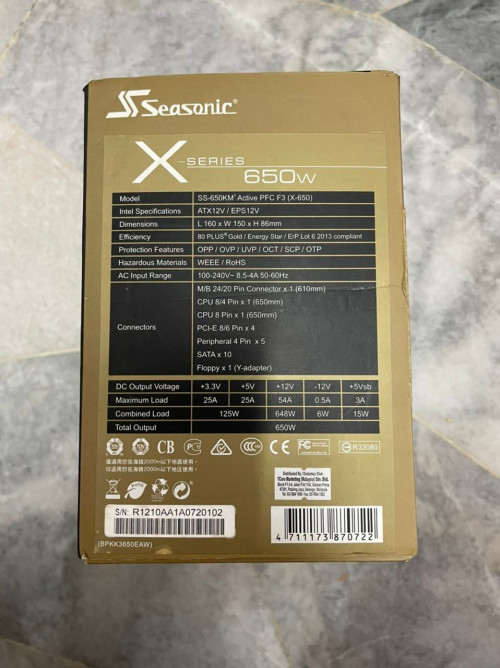 Seasonic®
X-SERIES
650W
Model SS-650KM³ Active PFC F3 (X-650)
Intel Specifications ATX12V / EPS12V
Dimensions L 160 x W 150 x H 86mm
Efficiency 80 PLUS® Gold / Energy Star / ErP Lot 6 2013 compliant
Protection Features OPP / OVP / UVP / OCT / SCP / OTP
Hazardous Materials WEEE / RoHS
AC Input Range 100-240V~ 8.5-4A 50-60Hz
Connectors
M/B 24/20 Pin Connector x 1 (610mm)
CPU 8/4 Pin x 1 (650mm)
CPU 8 Pin x 1 (650mm)
PCI-E 8/6 Pin x 4
Peripheral 4 Pin x 5
SATA x 10
Floppy x 1 (Y-adapter)
DC Output Voltage +3.3V +5V +12V -12V +5Vsb
Maximum Load 25A 25A 54A 0.5A 3A
Combined Load 125W 648W 6W 15W
Total Output 650W
CB
CE
R33080
S/N: R1210AA1A0720102
(BPKK3650EAW)
4 711173 870722